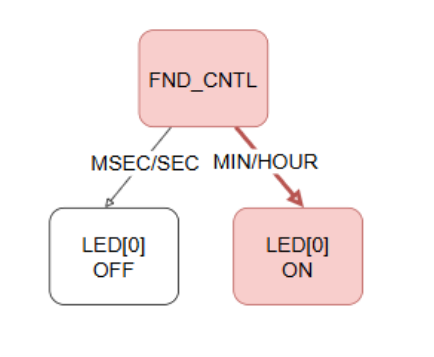 FND_CNTL
MSEC/SEC MIN/HOUR
LED[0]
OFF
LED[0]
ON